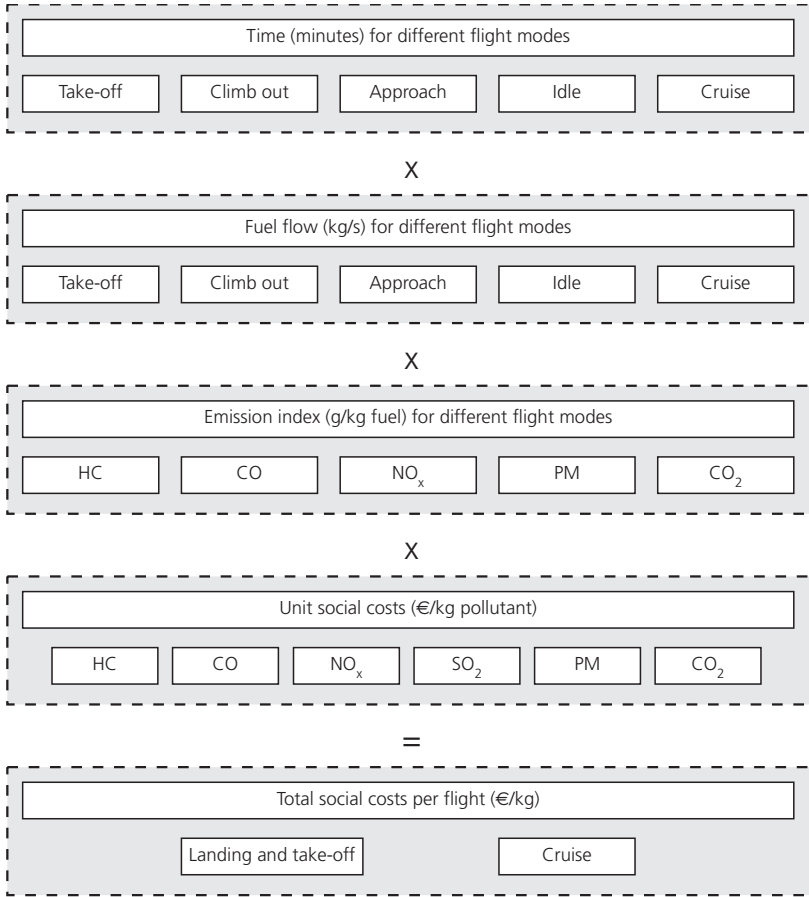 Time (minutes) for different flight modes
Take-off Climb out Approach Idle Cruise
X
Fuel flow (kg/s) for different flight modes
Take-off Climb out Approach Idle Cruise
X
Emission index (g/kg fuel) for different flight modes
HC CO NOₓ PM CO₂
X
Unit social costs (€/kg pollutant)
HC CO NOₓ SO₂ PM CO₂
=
Total social costs per flight (€/kg)
Landing and take-off Cruise